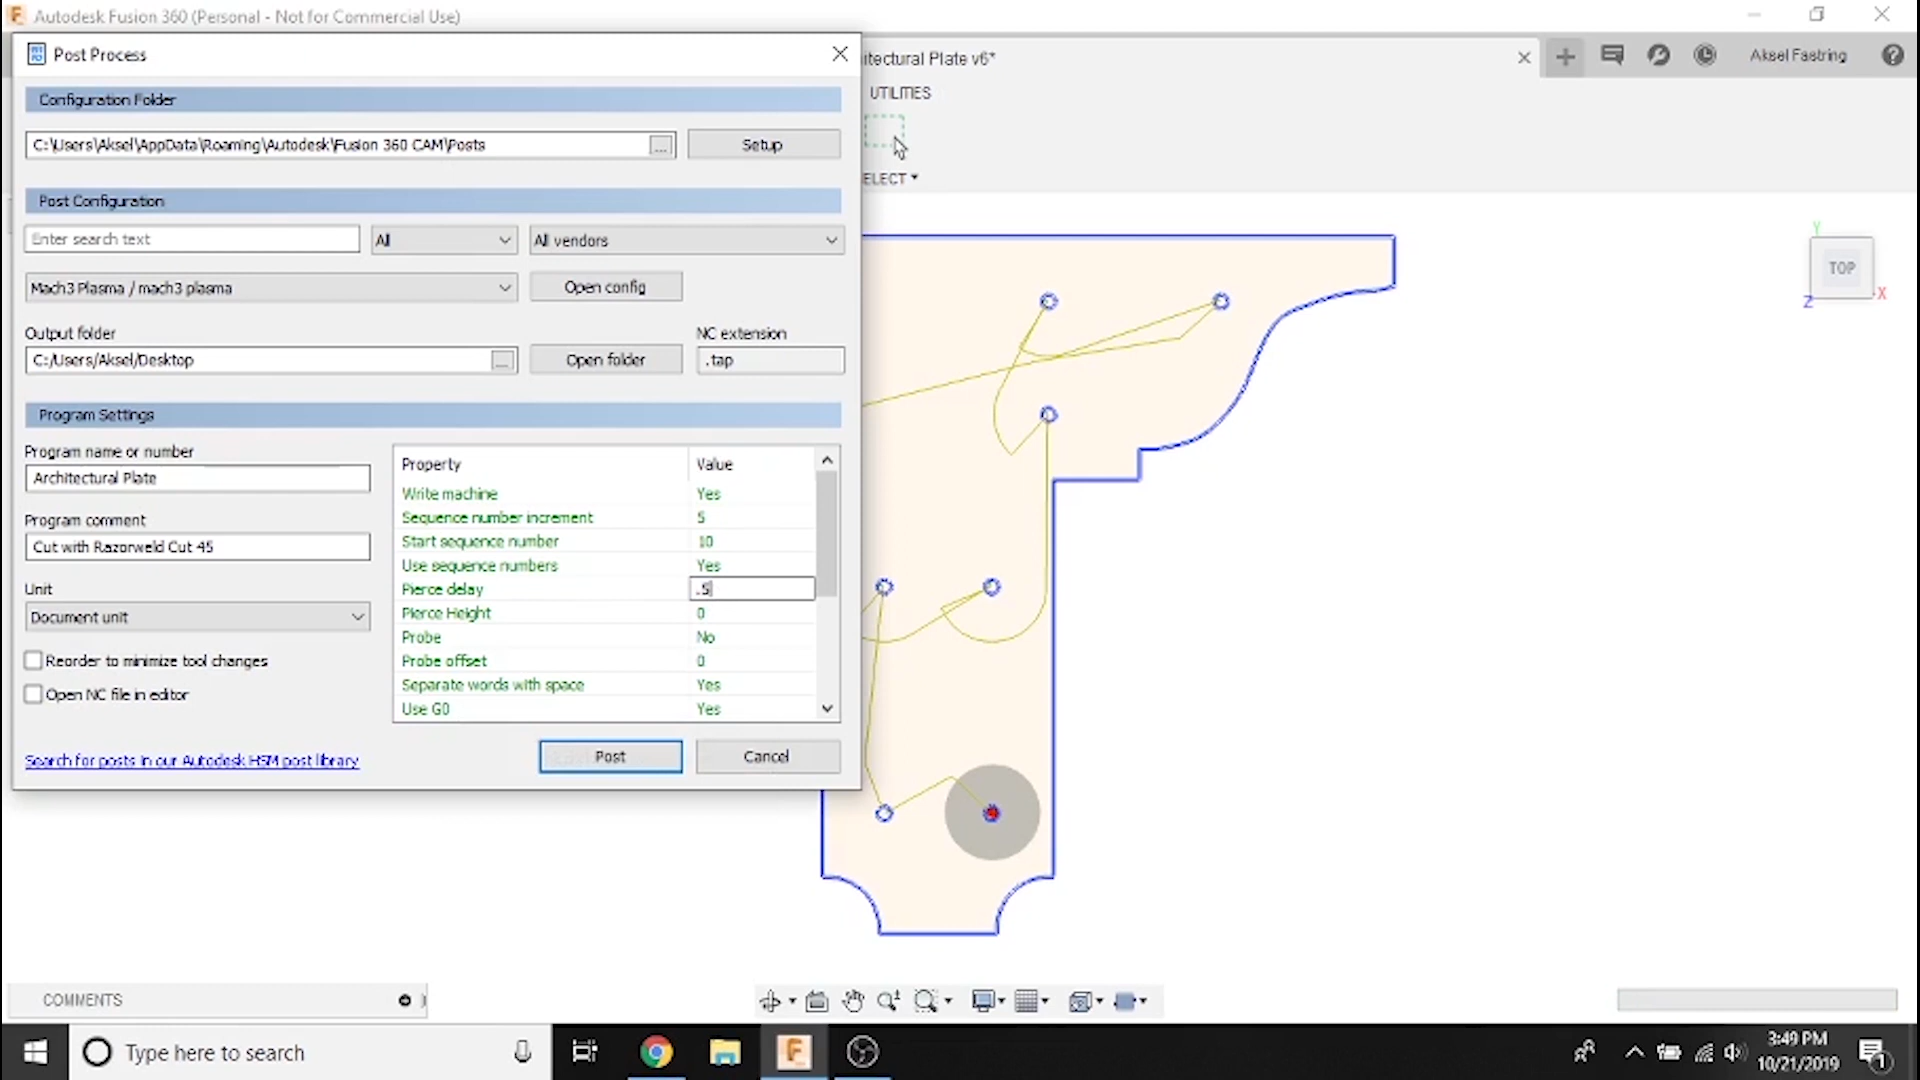 Autodesk Fusion 360 (Personal - Not for Commercial Use)
Post Process
itectural Plate v6*
Aksel Fastring
Configuration Folder
UTILITIES
C:\Users\Aksel\AppData\Roaming\Autodesk\Fusion 360 CAM\Posts
...
Setup
ELECT
Post Configuration
Enter search text
All
All vendors
Mach3 Plasma / mach3 plasma
Open config
Output folder
NC extension
C:/Users/Aksel/Desktop
...
Open folder
.tap
Program Settings
Program name or number
Architectural Plate
Program comment
Cut with Razorweld Cut 45
Unit
Document unit
Reorder to minimize tool changes
Open NC file in editor
Property Value
Write machine Yes
Sequence number increment 5
Start sequence number 10
Use sequence numbers Yes
Pierce delay .5
Pierce Height 0
Probe No
Probe offset 0
Separate words with space Yes
Use G0 Yes
Search for posts in our Autodesk HSM post library
Post
Cancel
Y
TOP
Z
X
COMMENTS
Type here to search
3:49 PM
10/21/2019
1